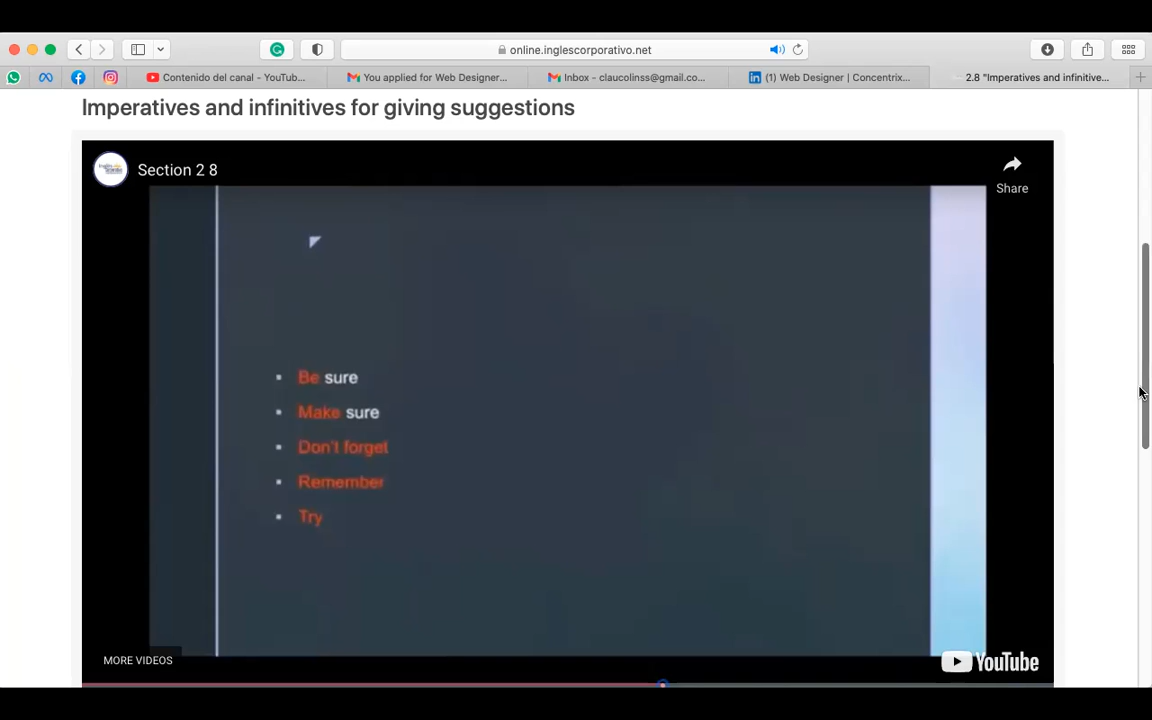 online.inglescorporativo.net
Contenido del canal - YouTub...
You applied for Web Designer...
Inbox - claucolinss@gmail.co...
(1) Web Designer | Concentrix...
2.8 "Imperatives and infinitive...
Imperatives and infinitives for giving suggestions
Section 2 8
Share
Be sure
Make sure
Don't forget
Remember
Try
MORE VIDEOS
YouTube